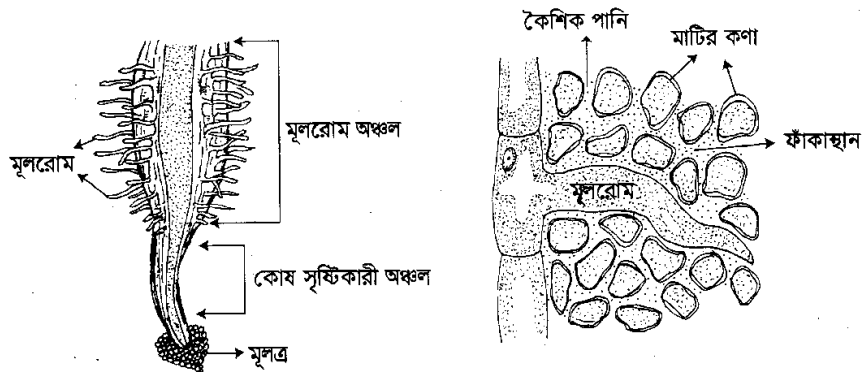 মূলরোম অঞ্চল
মূলরোম
কোষ সৃষ্টিকারী অঞ্চল
মূলত্র
কৈশিক পানি
মাটির কণা
ফাঁকাস্থান
মূলরোম